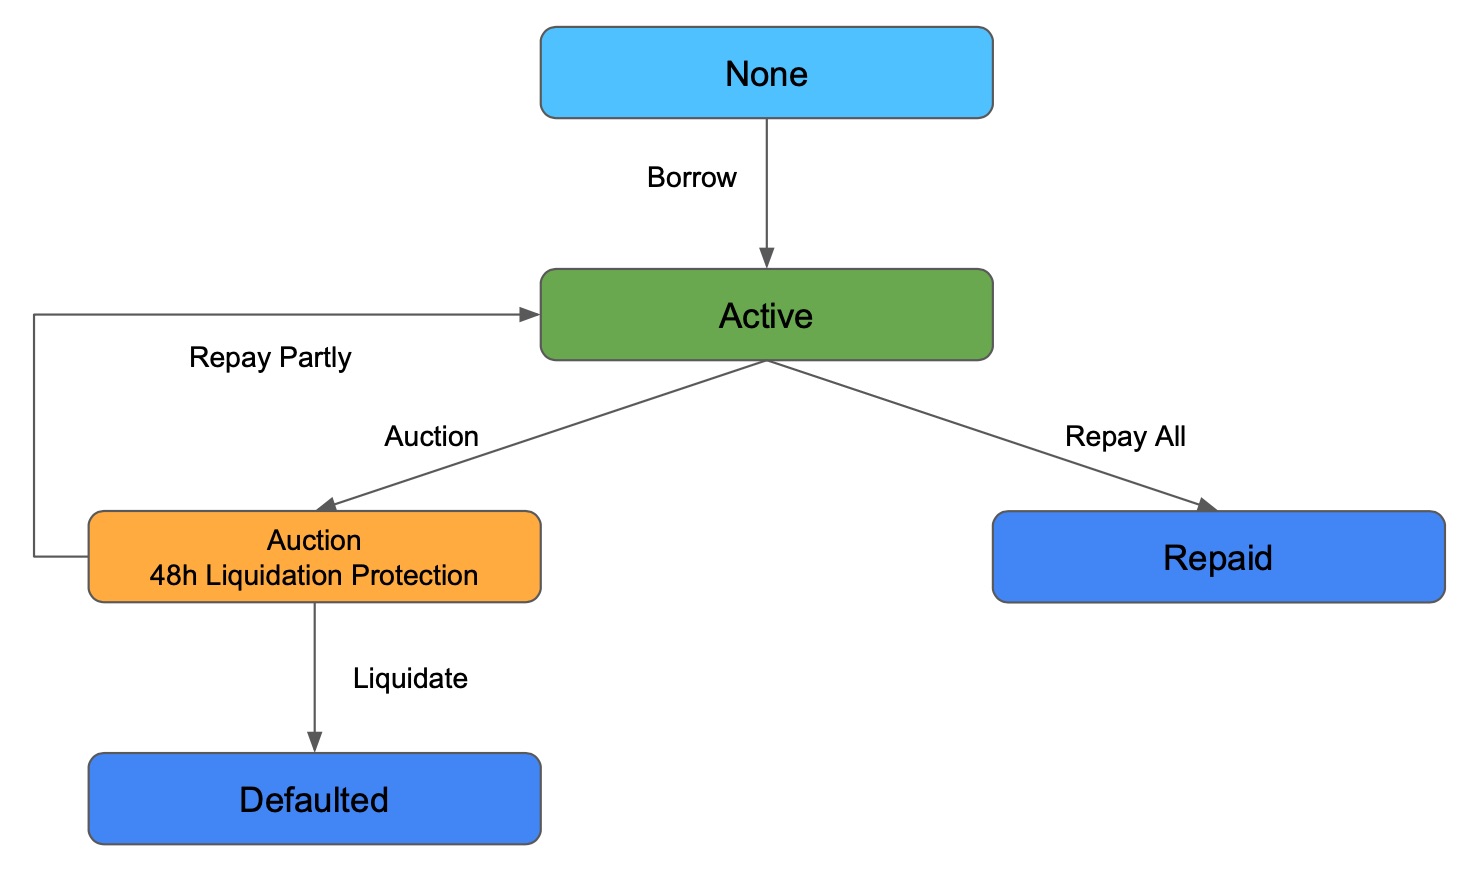 None
Borrow
Active
Repay Partly
Auction
Repay All
Auction
48h Liquidation Protection
Repaid
Liquidate
Defaulted